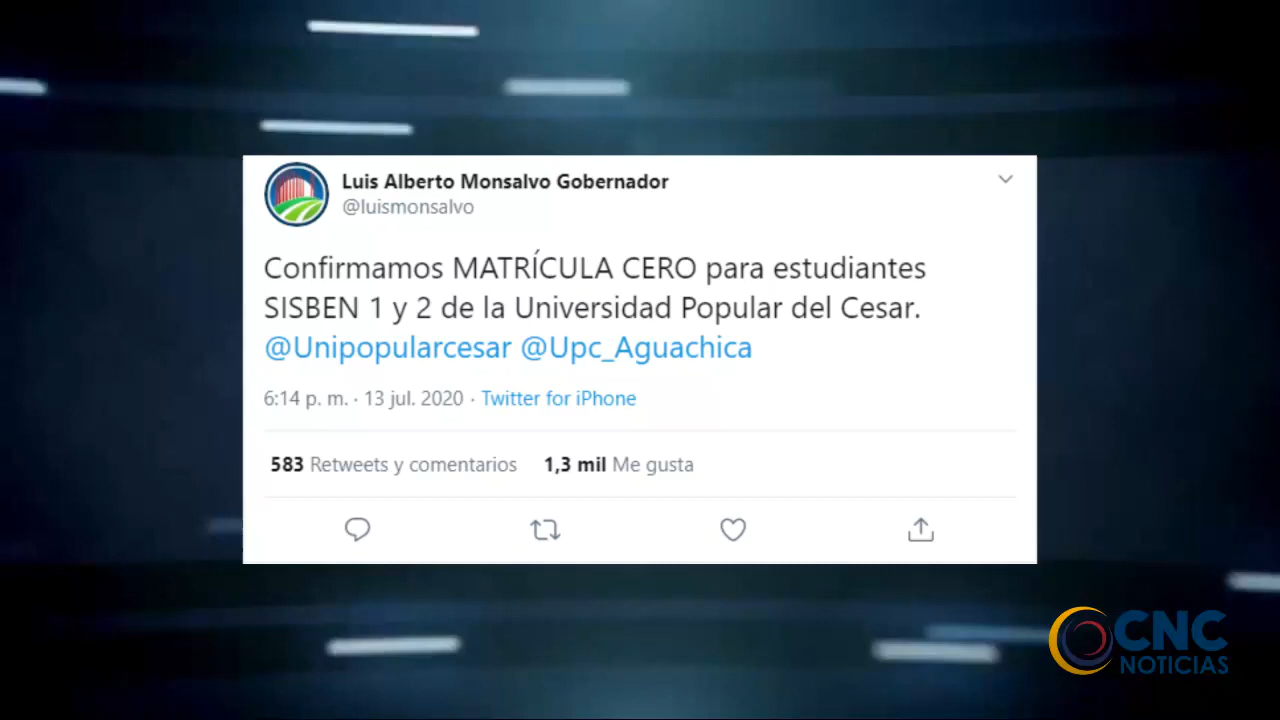 Luis Alberto Monsalvo Gobernador
@luismonsalvo
Confirmamos MATRÍCULA CERO para estudiantes
SISBEN 1 y 2 de la Universidad Popular del Cesar.
@Unipopularcesar @Upc_Aguachica
6:14 p. m. · 13 jul. 2020 · Twitter for iPhone
583 Retweets y comentarios 1,3 mil Me gusta
CNC
NOTICIAS